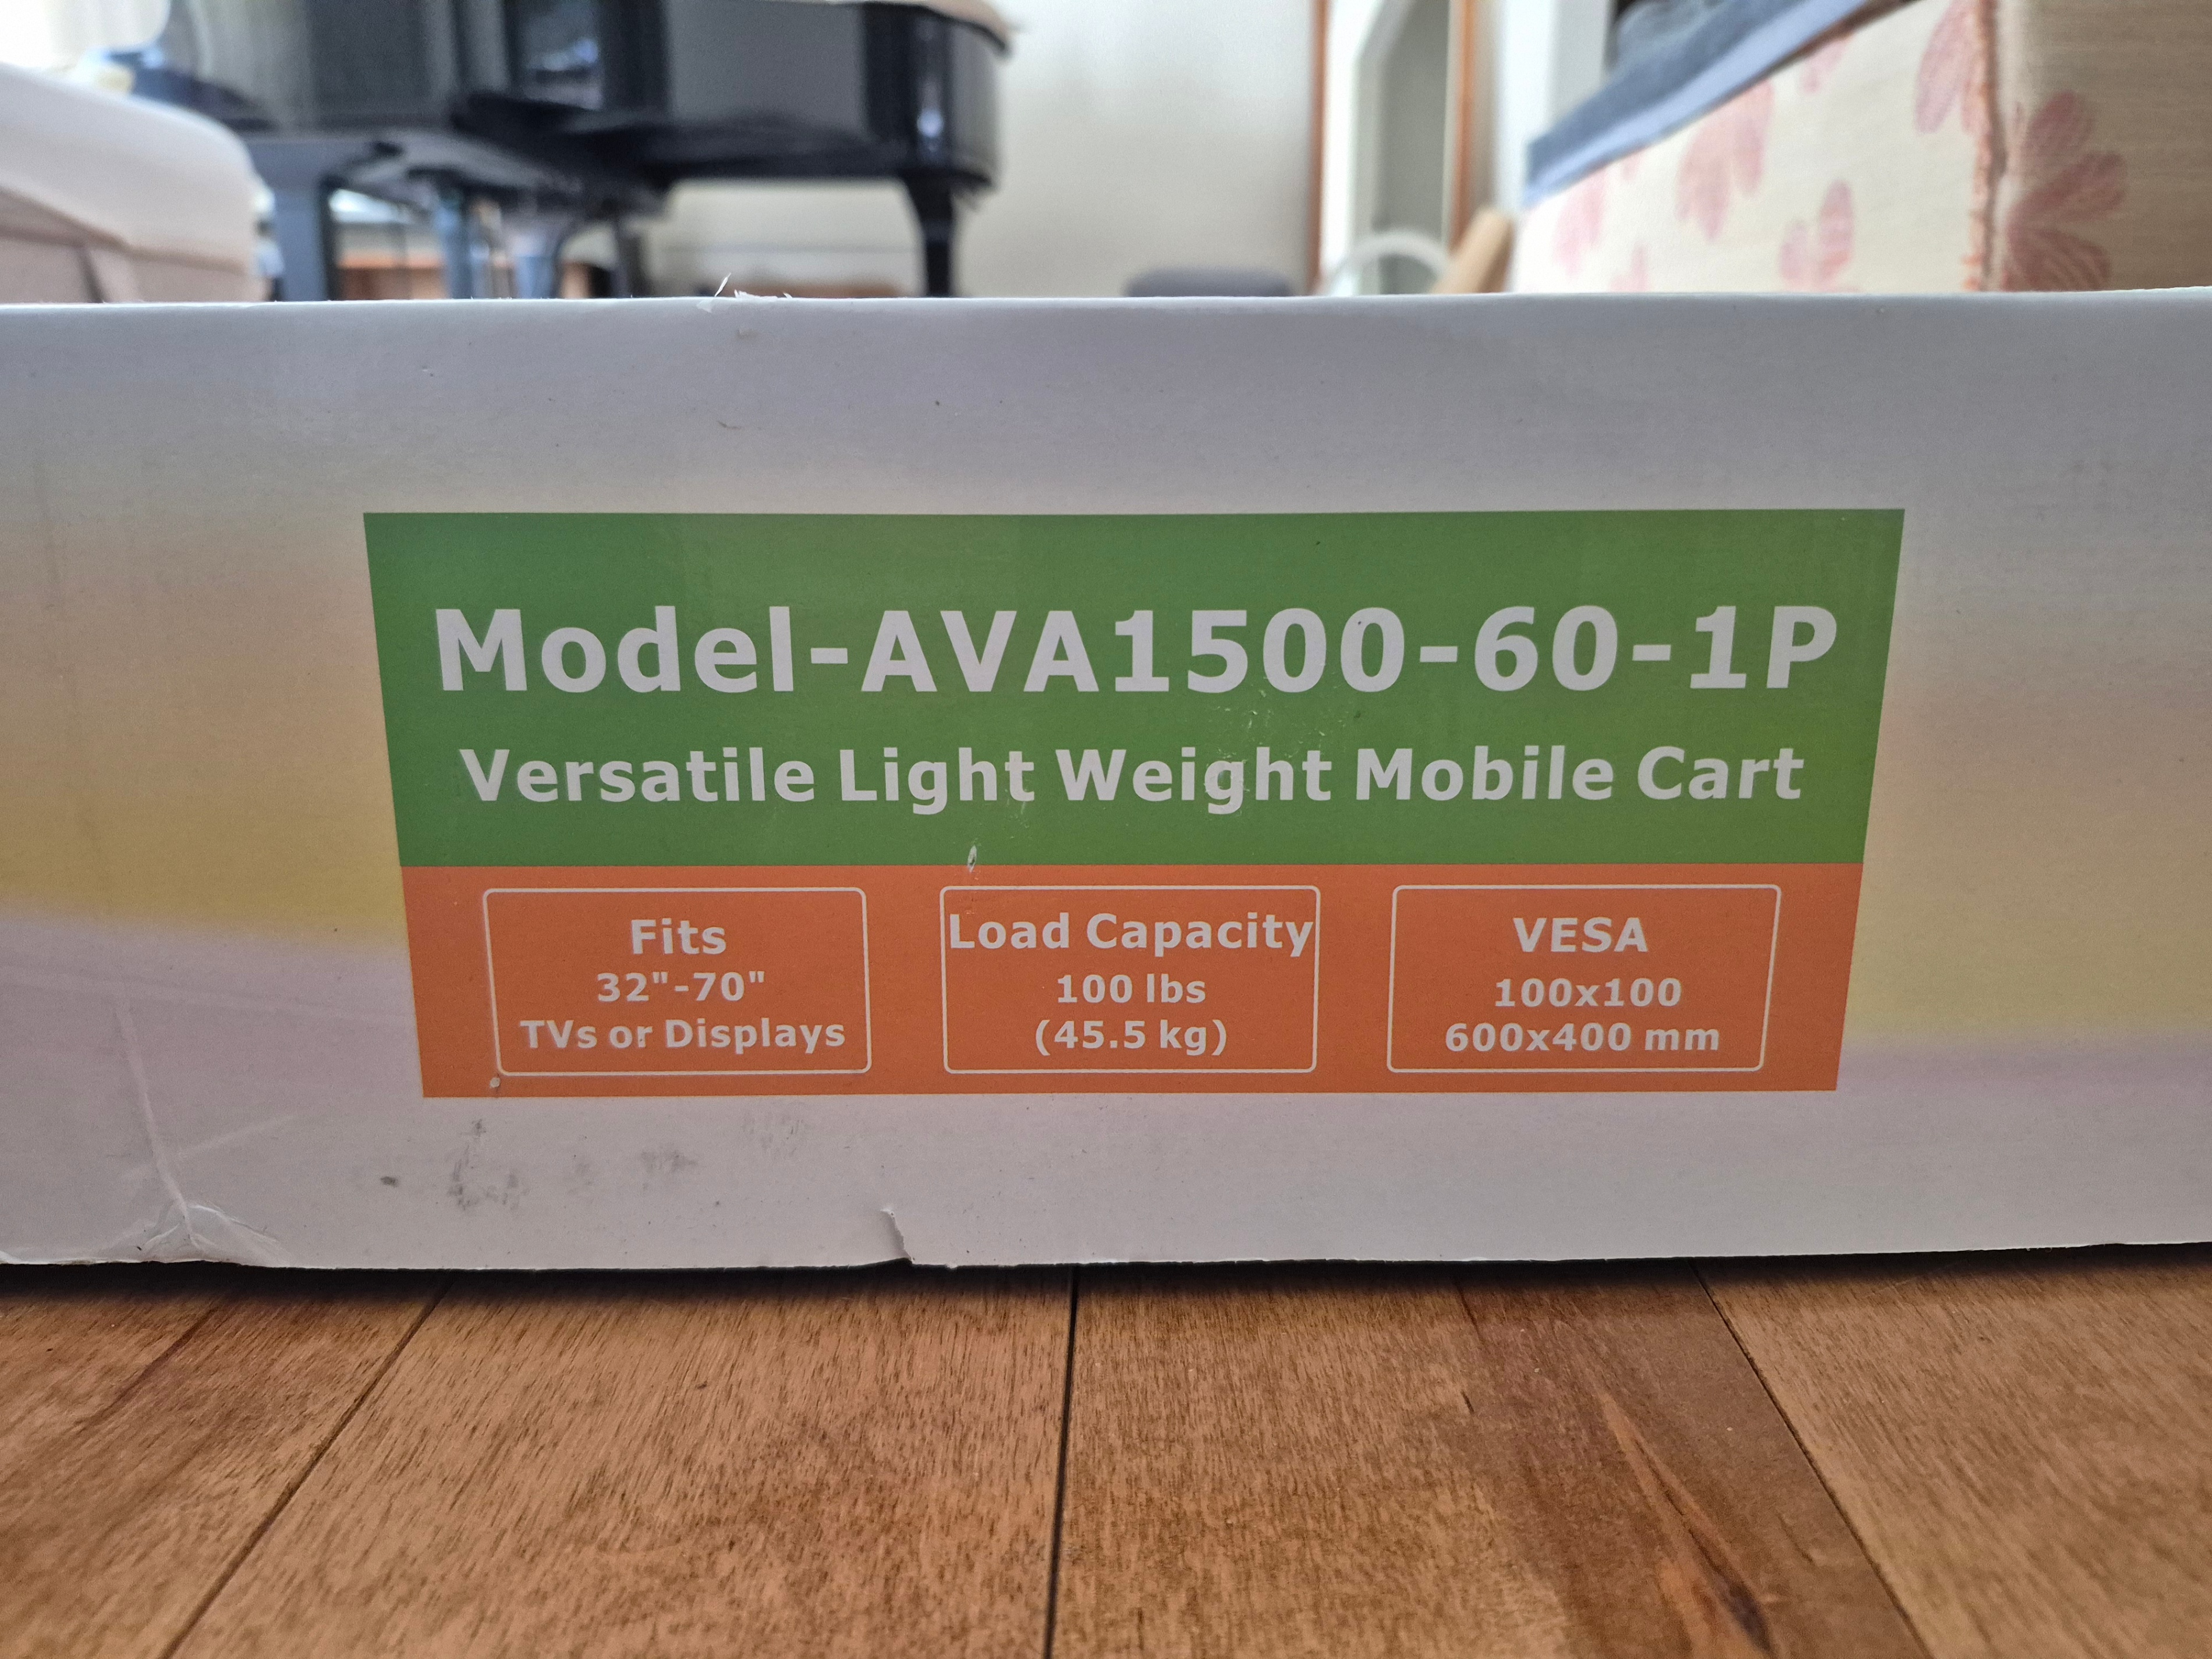 Model-AVA1500-60-1P
Versatile Light Weight Mobile Cart
Fits
32"-70"
TVs or Displays
Load Capacity
100 lbs
(45.5 kg)
VESA
100x100
600x400 mm